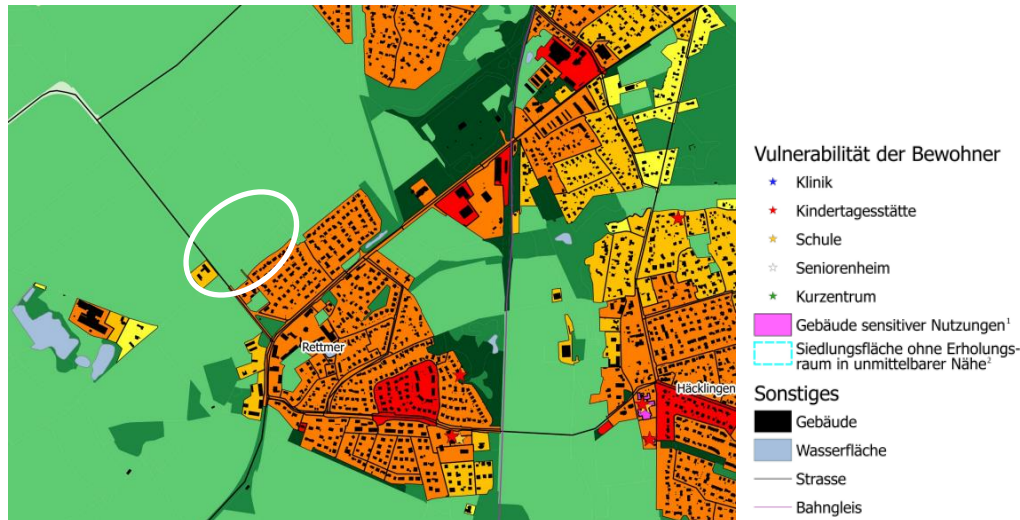 Rettmer
Häcklingen
Vulnerabilität der Bewohner
Klinik
Kindertagesstätte
Schule
Seniorenheim
Kurzentrum
Gebäude sensitiver Nutzungen¹
Siedlungsfläche ohne Erholungs-
raum in unmittelbarer Nähe²
Sonstiges
Gebäude
Wasserfläche
Strasse
Bahngleis